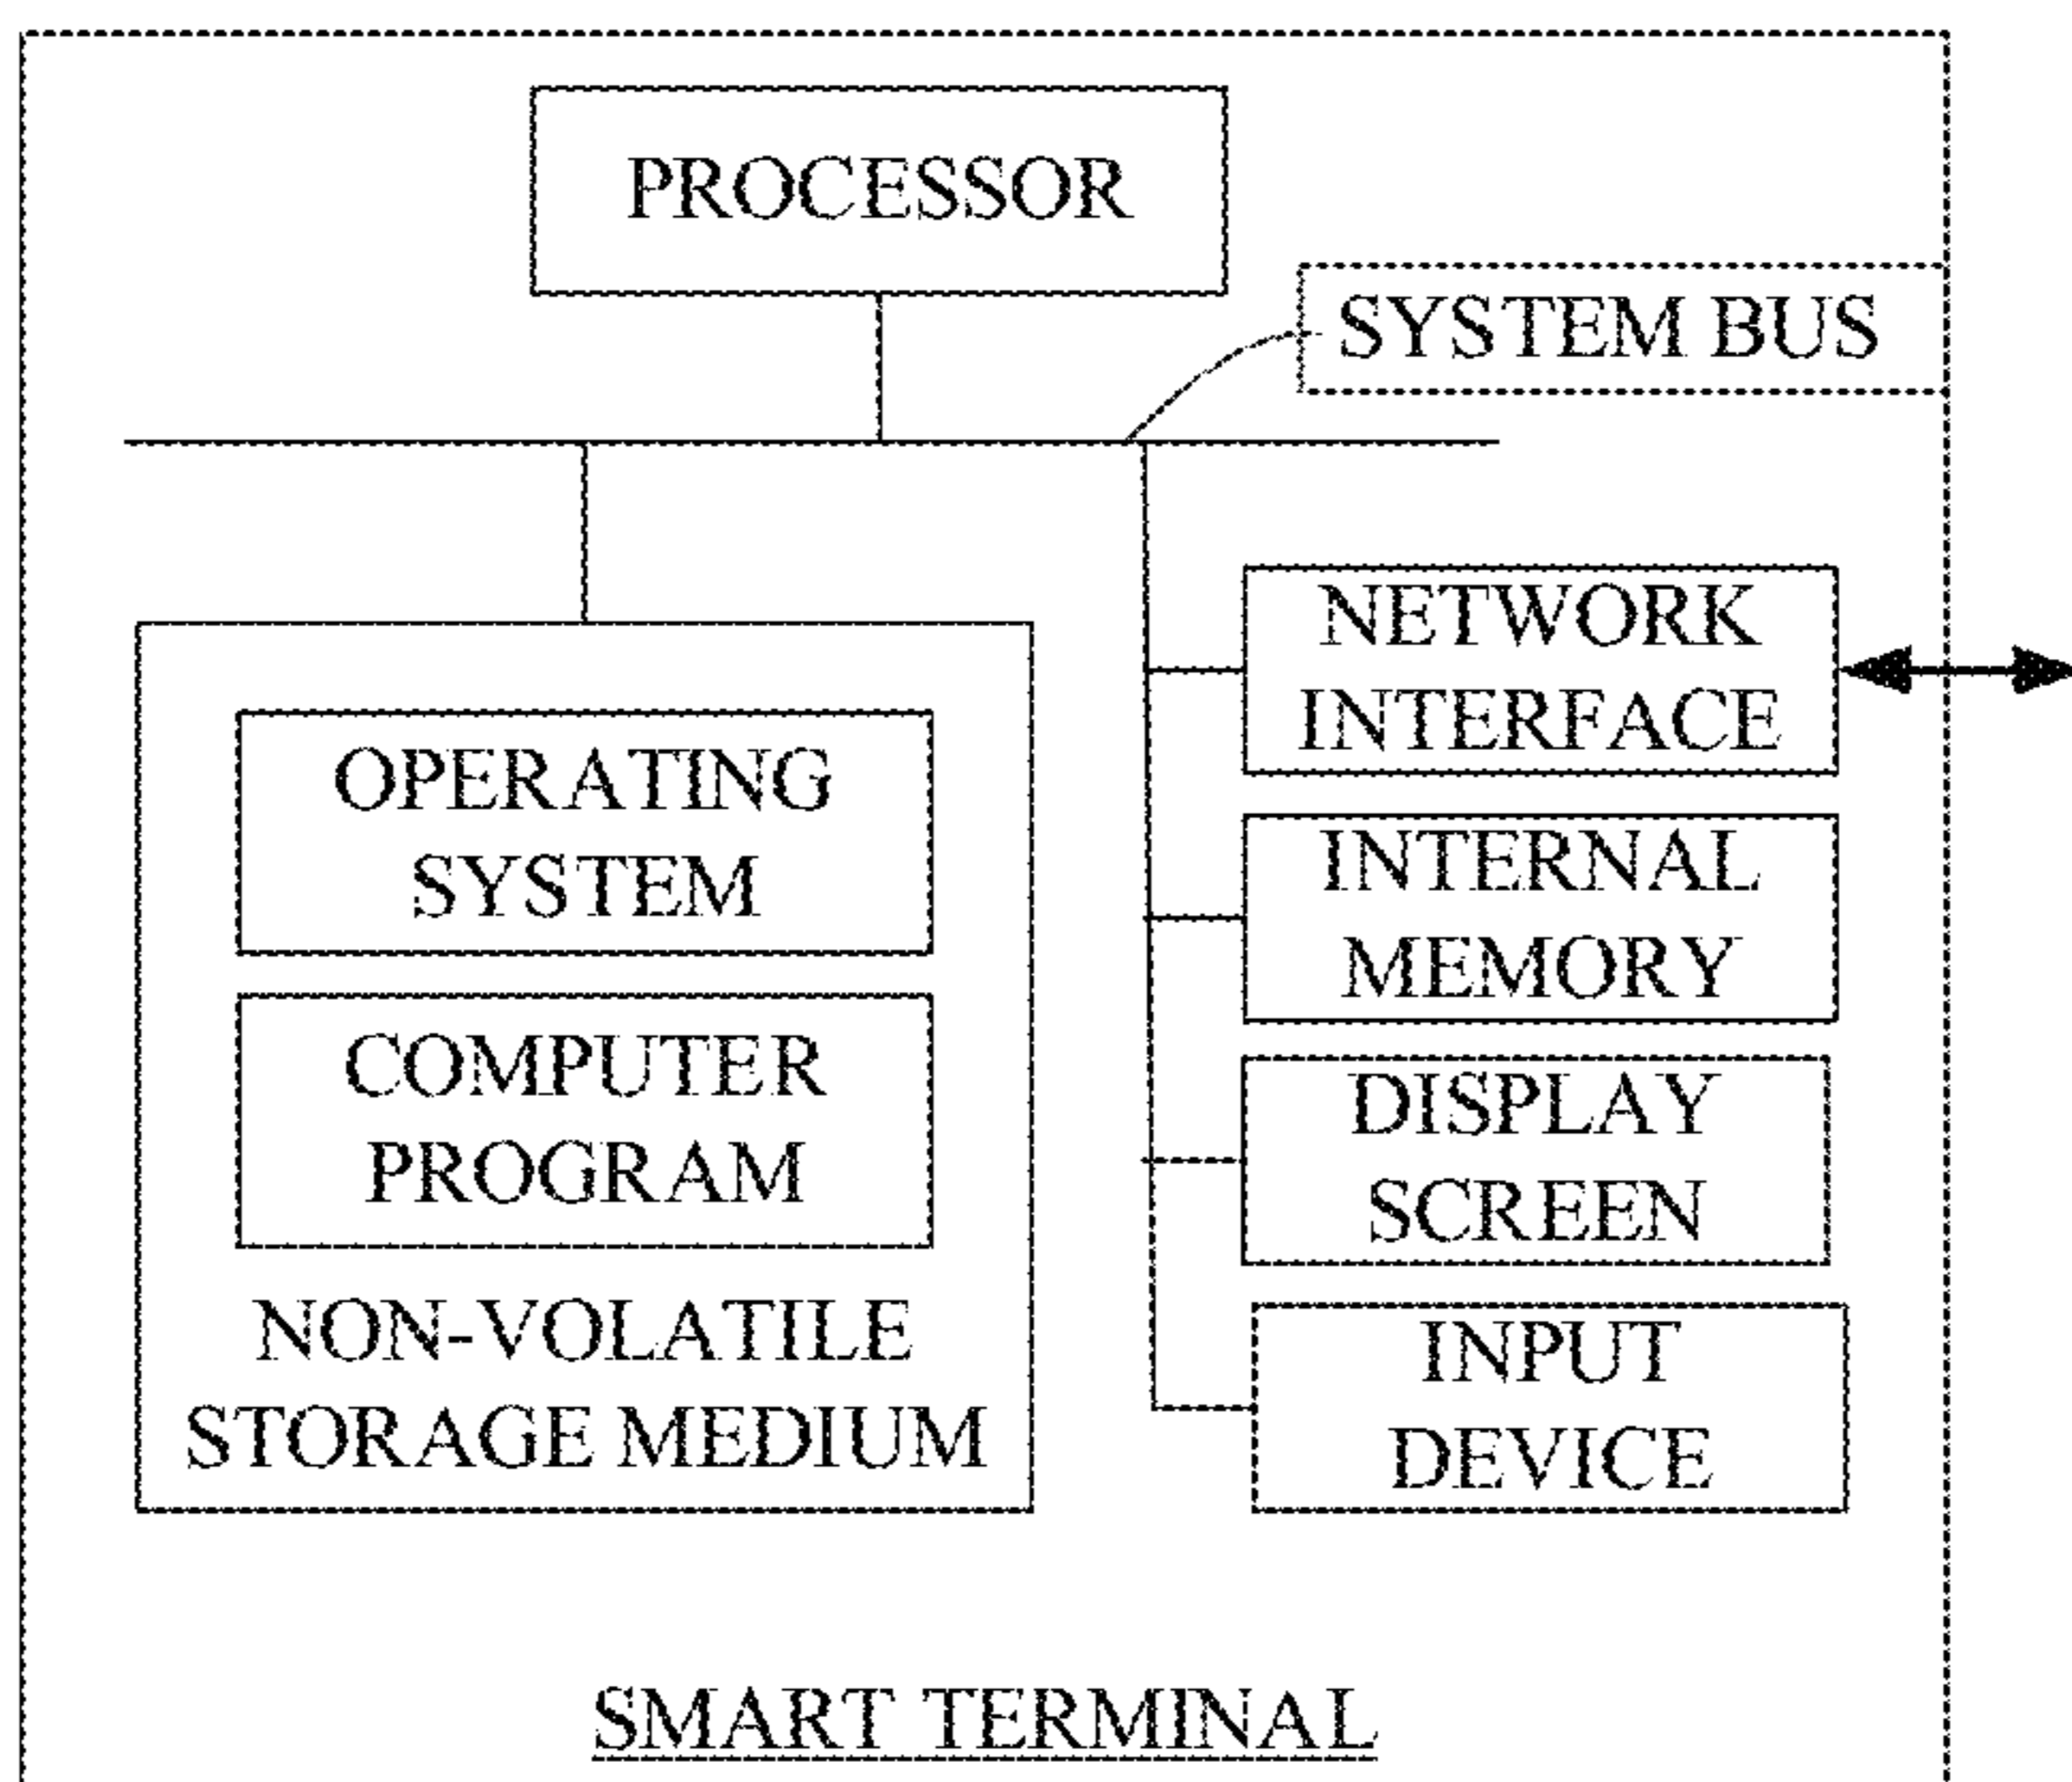 PROCESSOR
SYSTEM BUS
NETWORK
INTERFACE
OPERATING
SYSTEM
INTERNAL
MEMORY
COMPUTER
PROGRAM
DISPLAY
SCREEN
NON-VOLATILE
STORAGE MEDIUM
INPUT
DEVICE
SMART TERMINAL